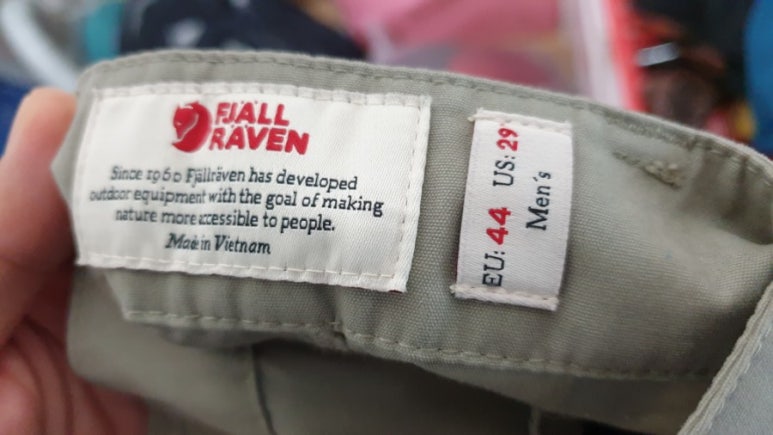 FJÄLL
RÄVEN
Since 1960 Fjällräven has developed
outdoor equipment with the goal of making
nature more accessible to people.
Made in Vietnam
EU: 44 US: 29
Men´s